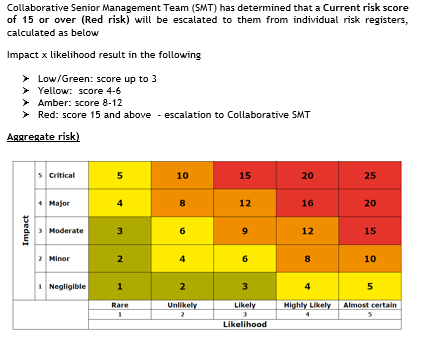 Collaborative Senior Management Team (SMT) has determined that a Current risk score
of 15 or over (Red risk) will be escalated to them from individual risk registers,
calculated as below
Impact x likelihood result in the following
➢ Low/Green: score up to 3
➢ Yellow: score 4-6
➢ Amber: score 8-12
➢ Red: score 15 and above - escalation to Collaborative SMT
Aggregate risk)
Impact
5 Critical 5 10 15 20 25
4 Major 4 8 12 16 20
3 Moderate 3 6 9 12 15
2 Minor 2 4 6 8 10
1 Negligible 1 2 3 4 5
Rare Unlikely Likely Highly Likely Almost certain
1 2 3 4 5
Likelihood